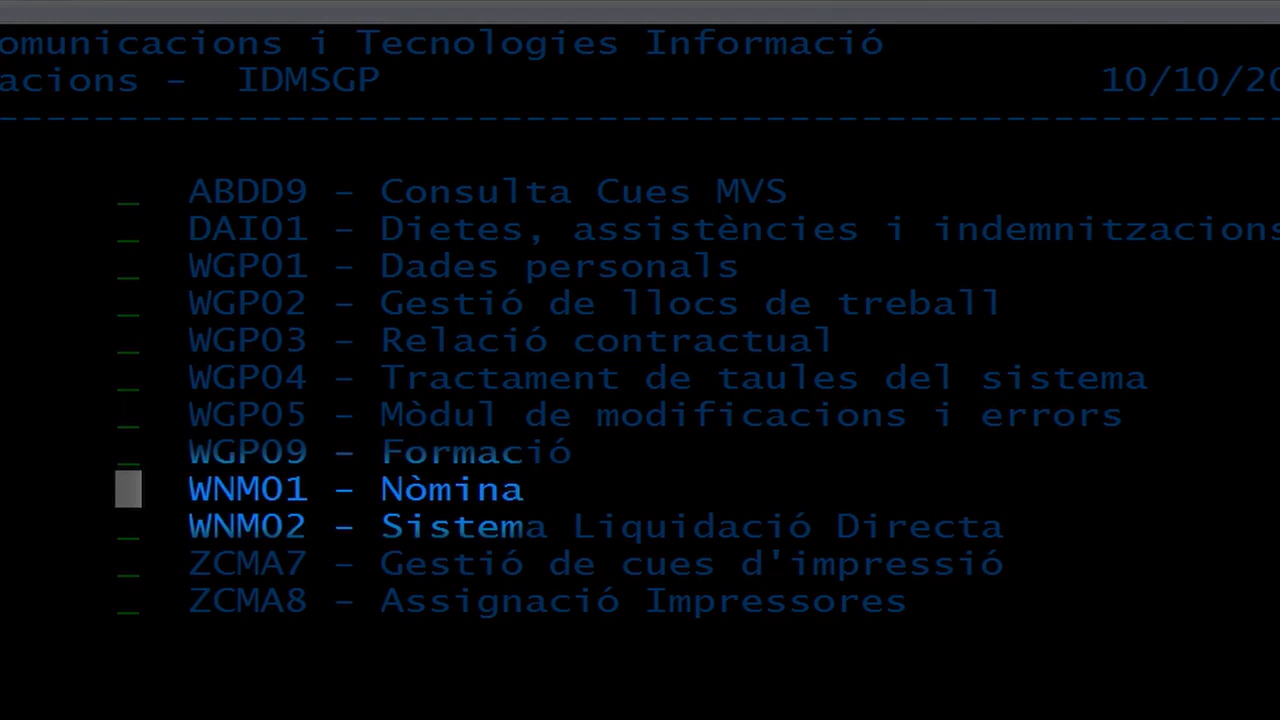 omunicacions i Tecnologies Informació
acions - IDMSGP 10/10/20
_ ABDD9 - Consulta Cues MVS
_ DAI01 - Dietes, assistències i indemnitzacions
_ WGP01 - Dades personals
_ WGP02 - Gestió de llocs de treball
_ WGP03 - Relació contractual
_ WGP04 - Tractament de taules del sistema
_ WGP05 - Mòdul de modificacions i errors
_ WGP09 - Formació
WNM01 - Nòmina
_ WNM02 - Sistema Liquidació Directa
_ ZCMA7 - Gestió de cues d'impressió
_ ZCMA8 - Assignació Impressores